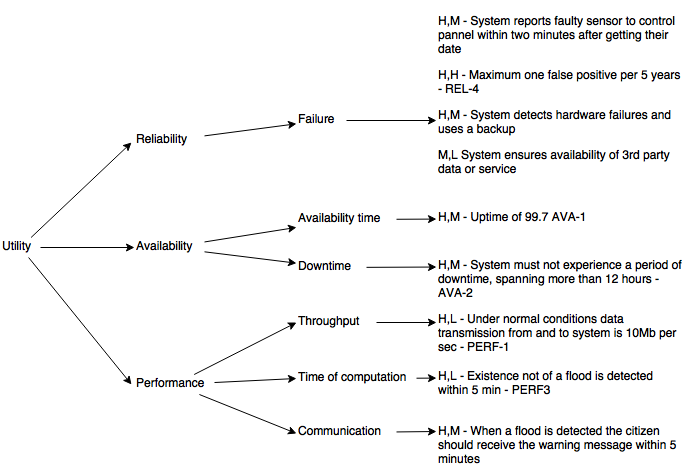 Utility
Reliability
Failure
H,M - System reports faulty sensor to control
pannel within two minutes after getting their
date
H,H - Maximum one false positive per 5 years
- REL-4
H,M - System detects hardware failures and
uses a backup
M,L System ensures availability of 3rd party
data or service
Availability
Availability time
H,M - Uptime of 99.7 AVA-1
Downtime
H,M - System must not experience a period of
downtime, spanning more than 12 hours -
AVA-2
Performance
Throughput
H,L - Under normal conditions data
transmission from and to system is 10Mb per
sec - PERF-1
Time of computation
H,L - Existence not of a flood is detected
within 5 min - PERF3
Communication
H,M - When a flood is detected the citizen
should receive the warning message within 5
minutes